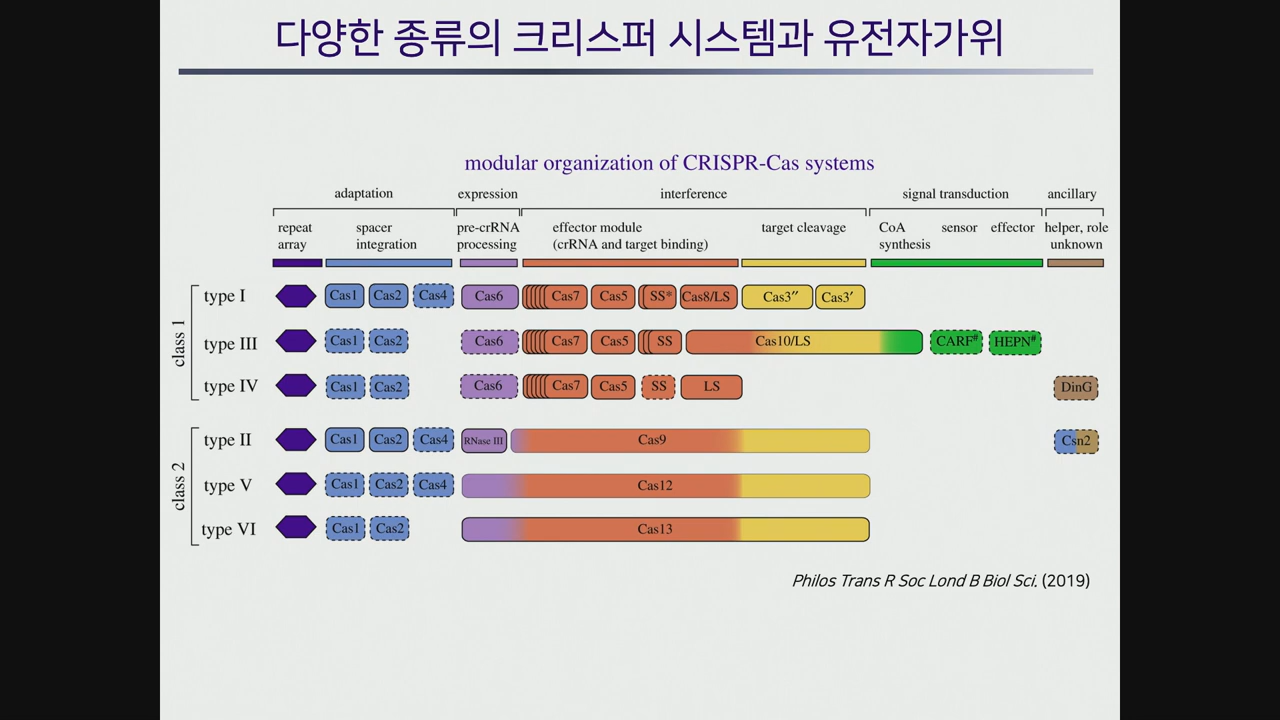 다양한 종류의 크리스퍼 시스템과 유전자가위
modular organization of CRISPR-Cas systems
adaptation expression interference signal transduction ancillary
repeat array
spacer integration
pre-crRNA processing
effector module (crRNA and target binding)
target cleavage
CoA synthesis
sensor
effector
helper, role unknown
class 1
type I Cas1 Cas2 Cas4 Cas6 Cas7 Cas5 SS* Cas8/LS Cas3″ Cas3′
type III Cas1 Cas2 Cas6 Cas7 Cas5 SS Cas10/LS CARF# HEPN#
type IV Cas1 Cas2 Cas6 Cas7 Cas5 SS LS DinG
class 2
type II Cas1 Cas2 Cas4 RNase III Cas9 Csn2
type V Cas1 Cas2 Cas4 Cas12
type VI Cas1 Cas2 Cas13
Philos Trans R Soc Lond B Biol Sci. (2019)